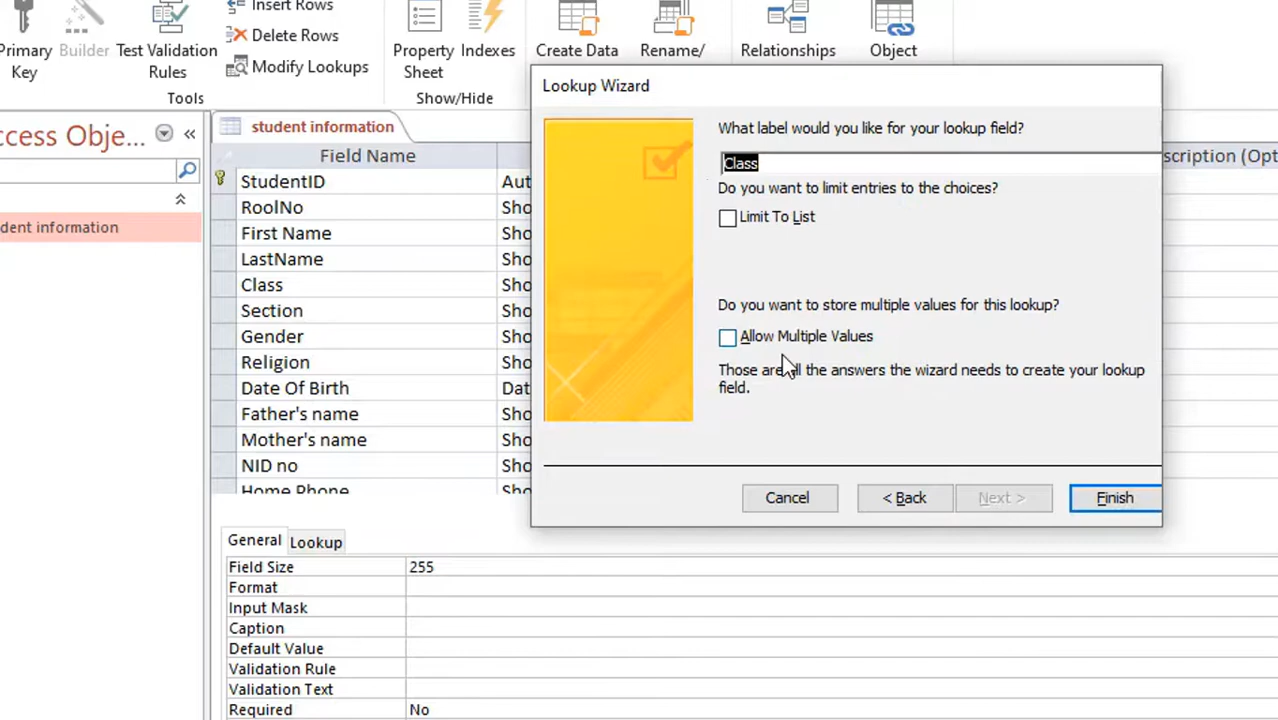 Insert Rows
Primary Key
Builder
Test Validation Rules
Delete Rows
Modify Lookups
Tools
Property Sheet
Indexes
Show/Hide
Create Data
Rename/
Relationships
Object
Lookup Wizard
What label would you like for your lookup field?
Class
Do you want to limit entries to the choices?
Limit To List
Do you want to store multiple values for this lookup?
Allow Multiple Values
Those are all the answers the wizard needs to create your lookup
field.
Cancel
< Back
Next >
Finish
ccess Obje...
dent information
student information
Field Name
scription (Opt
StudentID Aut
RoolNo Sho
First Name Sho
LastName Sho
Class Sho
Section Sho
Gender Sho
Religion Sho
Date Of Birth Dat
Father's name Sho
Mother's name Sho
NID no Sho
Home Phone Sho
General
Lookup
Field Size 255
Format
Input Mask
Caption
Default Value
Validation Rule
Validation Text
Required No